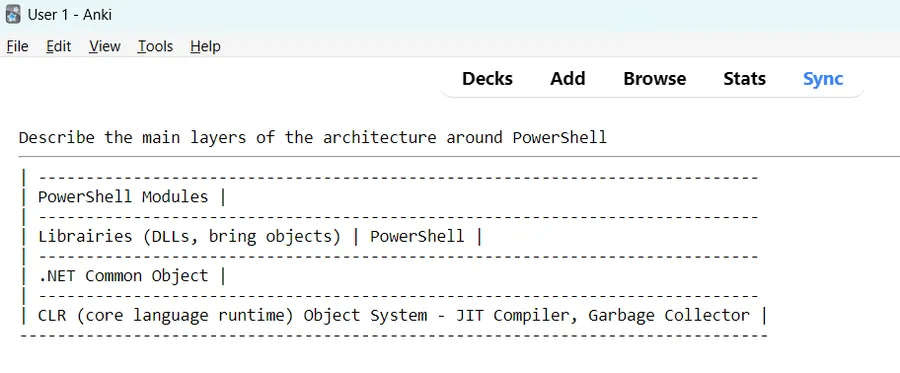 User 1 - Anki
File Edit View Tools Help
Decks Add Browse Stats Sync
Describe the main layers of the architecture around PowerShell
| ---------------------------------------------------------------------------
| PowerShell Modules |
| ---------------------------------------------------------------------------
| Librairies (DLLs, bring objects) | PowerShell |
| ---------------------------------------------------------------------------
| .NET Common Object |
| ---------------------------------------------------------------------------
| CLR (core language runtime) Object System - JIT Compiler, Garbage Collector |
------------------------------------------------------------------------------